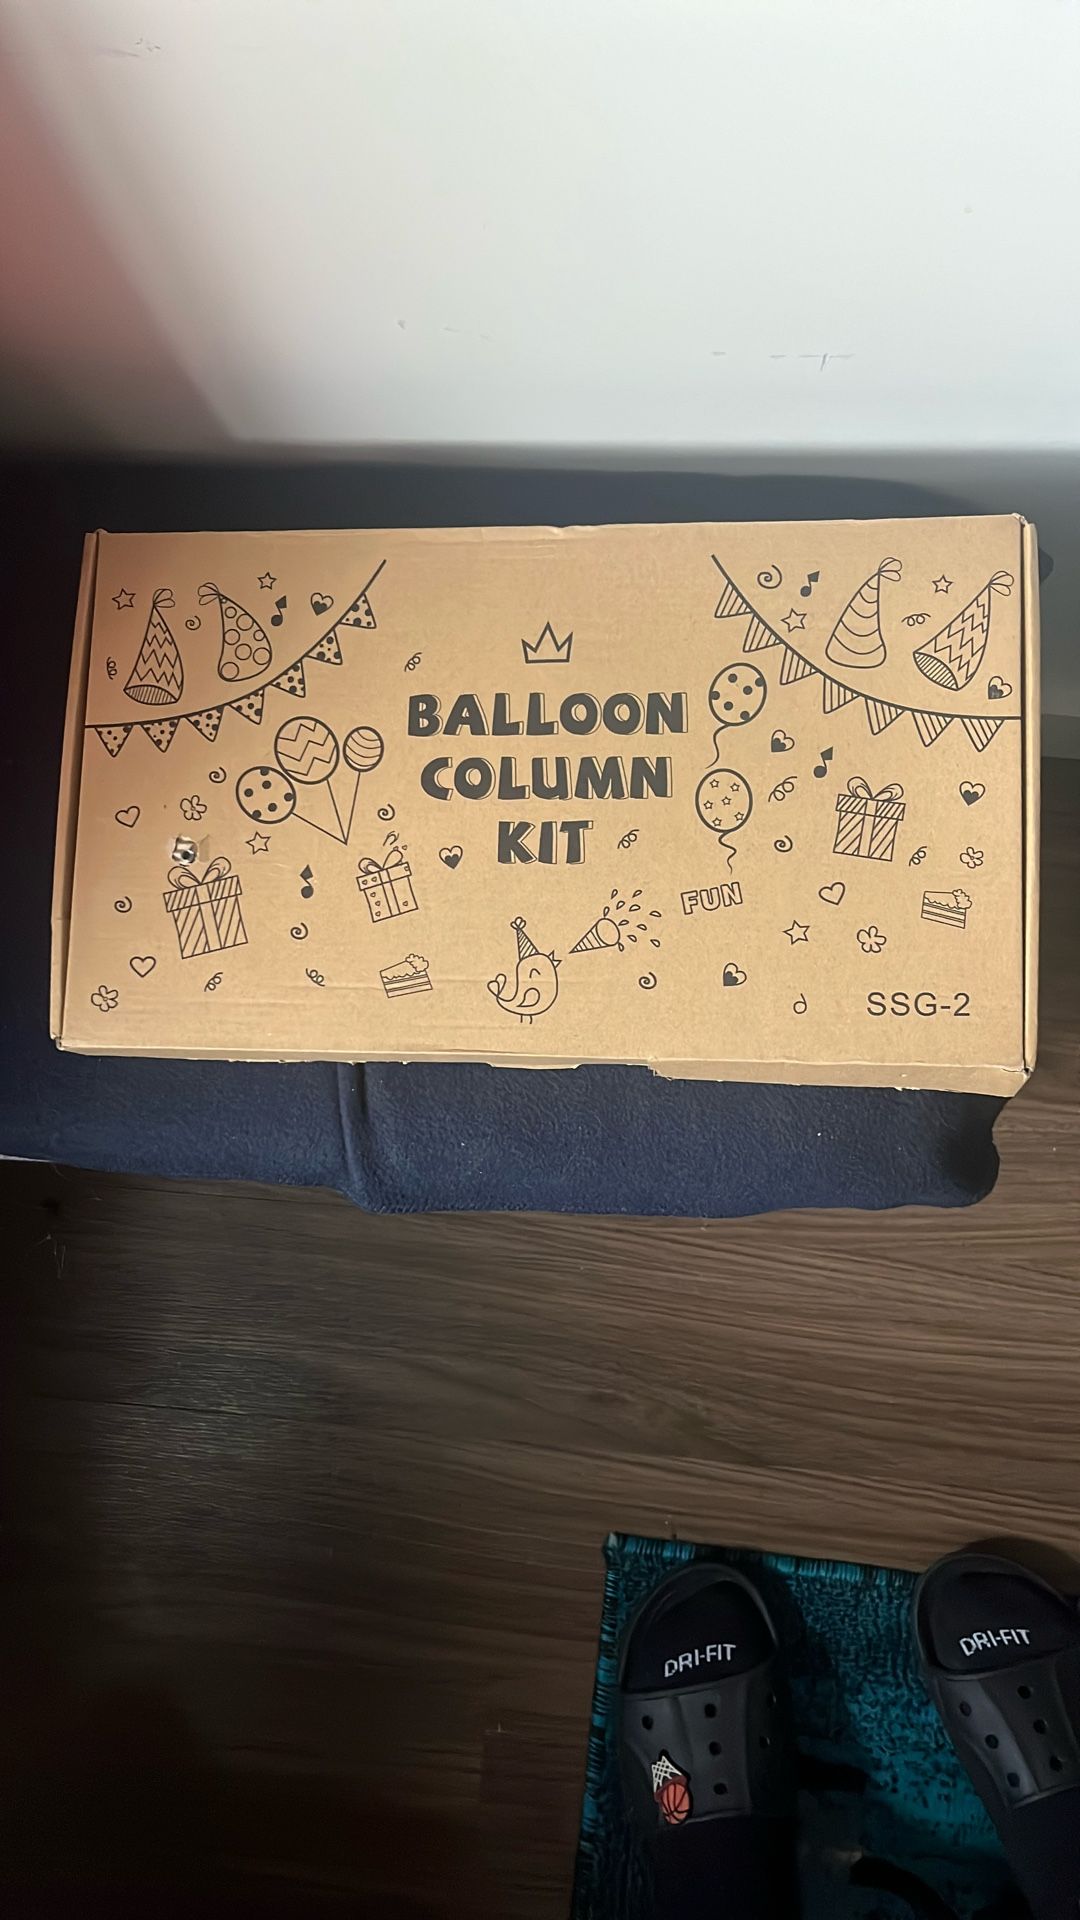 BALLOON
COLUMN
KIT
FUN
SSG-2
DRI-FIT
DRI-FIT